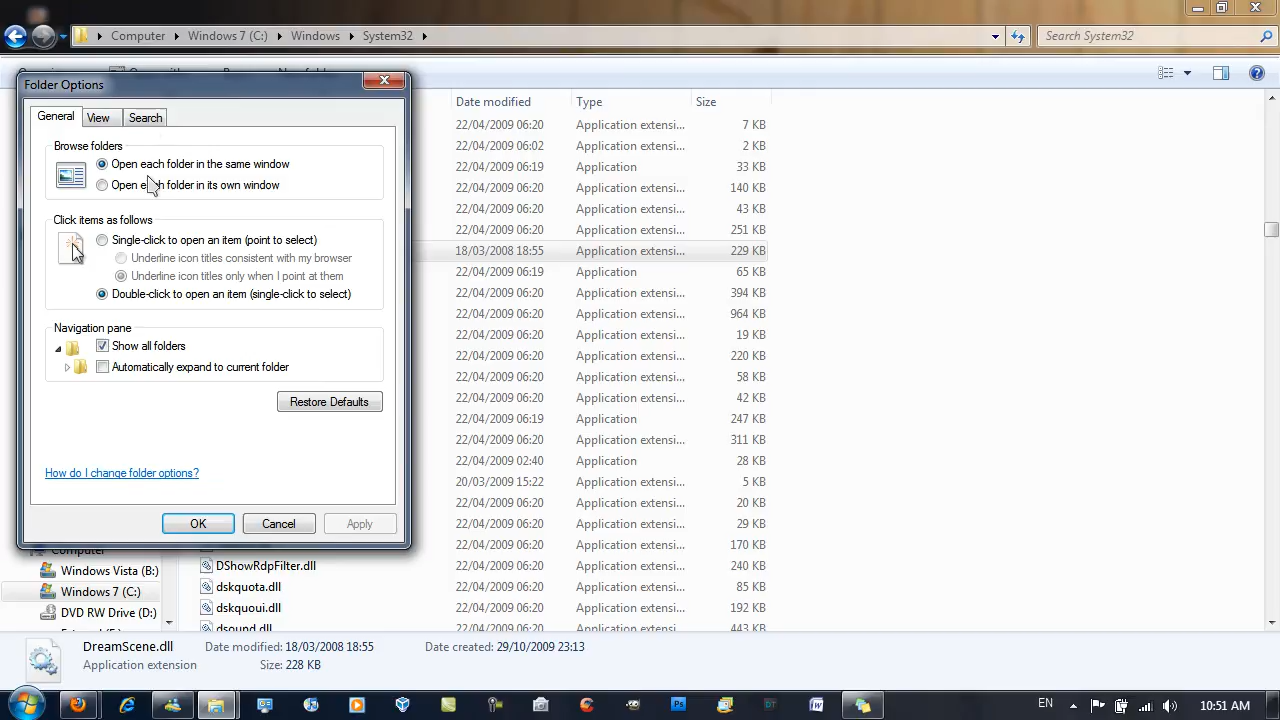 Computer Windows 7 (C:) Windows System32 Search System32
Folder Options
General View Search
Browse folders
Open each folder in the same window
Open each folder in its own window
Click items as follows
Single-click to open an item (point to select)
Underline icon titles consistent with my browser
Underline icon titles only when I point at them
Double-click to open an item (single-click to select)
Navigation pane
Show all folders
Automatically expand to current folder
Restore Defaults
How do I change folder options?
OK Cancel Apply
Date modified Type Size
22/04/2009 06:20 Application extensi... 7 KB
22/04/2009 06:02 Application extensi... 2 KB
22/04/2009 06:19 Application 33 KB
22/04/2009 06:20 Application extensi... 140 KB
22/04/2009 06:20 Application extensi... 43 KB
22/04/2009 06:20 Application extensi... 251 KB
18/03/2008 18:55 Application extensi... 229 KB
22/04/2009 06:19 Application 65 KB
22/04/2009 06:20 Application extensi... 394 KB
22/04/2009 06:20 Application extensi... 964 KB
22/04/2009 06:20 Application extensi... 19 KB
22/04/2009 06:20 Application extensi... 220 KB
22/04/2009 06:20 Application extensi... 58 KB
22/04/2009 06:20 Application extensi... 42 KB
22/04/2009 06:19 Application 247 KB
22/04/2009 06:20 Application extensi... 311 KB
22/04/2009 02:40 Application 28 KB
20/03/2009 15:22 Application extensi... 5 KB
22/04/2009 06:20 Application extensi... 20 KB
22/04/2009 06:20 Application extensi... 29 KB
22/04/2009 06:20 Application extensi... 170 KB
Computer
DShowRdpFilter.dll 22/04/2009 06:20 Application extensi... 240 KB
Windows Vista (B:)
dskquota.dll 22/04/2009 06:20 Application extensi... 85 KB
Windows 7 (C:)
dskquoui.dll 22/04/2009 06:20 Application extensi... 192 KB
DVD RW Drive (D:)
dsound.dll 22/04/2009 06:20 Application extensi... 443 KB
DreamScene.dll Date modified: 18/03/2008 18:55 Date created: 29/10/2009 23:13
Application extension Size: 228 KB
EN 10:51 AM